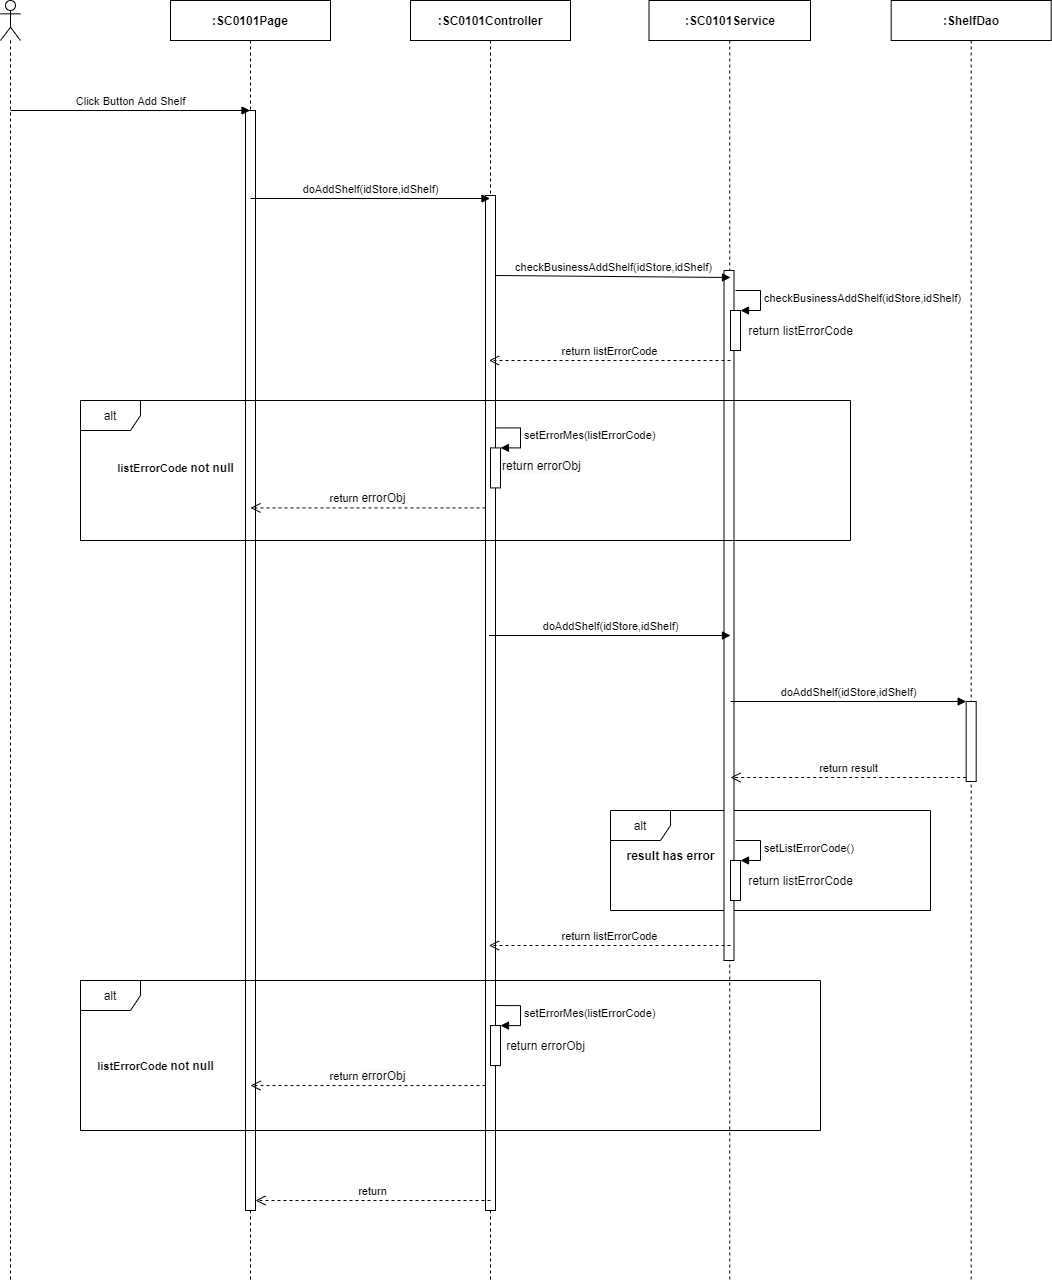 :SC0101Page
:SC0101Controller
:SC0101Service
:ShelfDao
Click Button Add Shelf
doAddShelf(idStore,idShelf)
checkBusinessAddShelf(idStore,idShelf)
checkBusinessAddShelf(idStore,idShelf)
return listErrorCode
return listErrorCode
alt
setErrorMes(listErrorCode)
listErrorCode not null
return errorObj
return errorObj
doAddShelf(idStore,idShelf)
doAddShelf(idStore,idShelf)
return result
alt
setListErrorCode()
result has error
return listErrorCode
return listErrorCode
alt
setErrorMes(listErrorCode)
return errorObj
listErrorCode not null
return errorObj
return